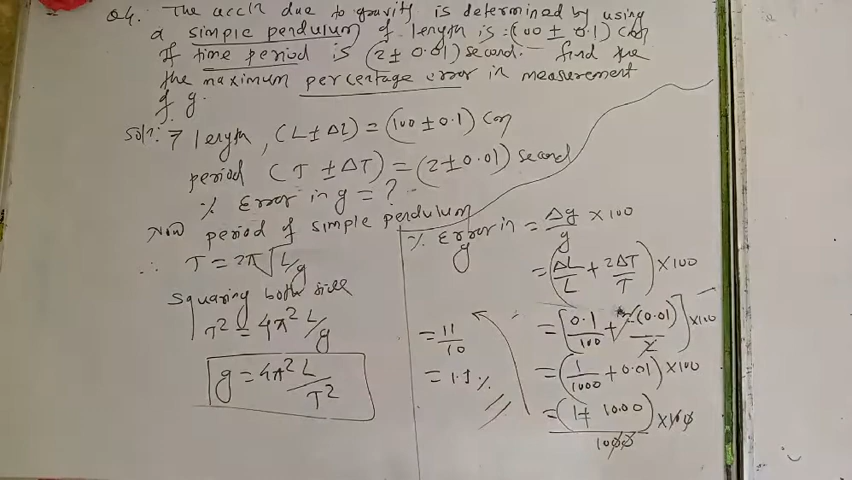 Q4. The accln due to gravity is determined by using
a simple pendulum of length is :(100 ± 0.1) cm
If time period is (2 ± 0.01) second. find the
the maximum percentage error in measurement
of g.
Solⁿ: → length, (L ± ΔL) = (100 ± 0.1) cm
period (T ± ΔT) = (2 ± 0.01) second
% Error in g = ?
Now period of simple pendulum
∴ T = 2π√L/g
Squaring both side
T² = 4π² L/g
g = 4π² L / T²
% Error in g = Δg/g × 100
= (ΔL/L + 2ΔT/T) × 100
= [0.1/100 + 2(0.01)/2] × 100
= (1/1000 + 0.01) × 100
= (1 + 10.00)/1000 × 100
= 11/10
= 1.1 %